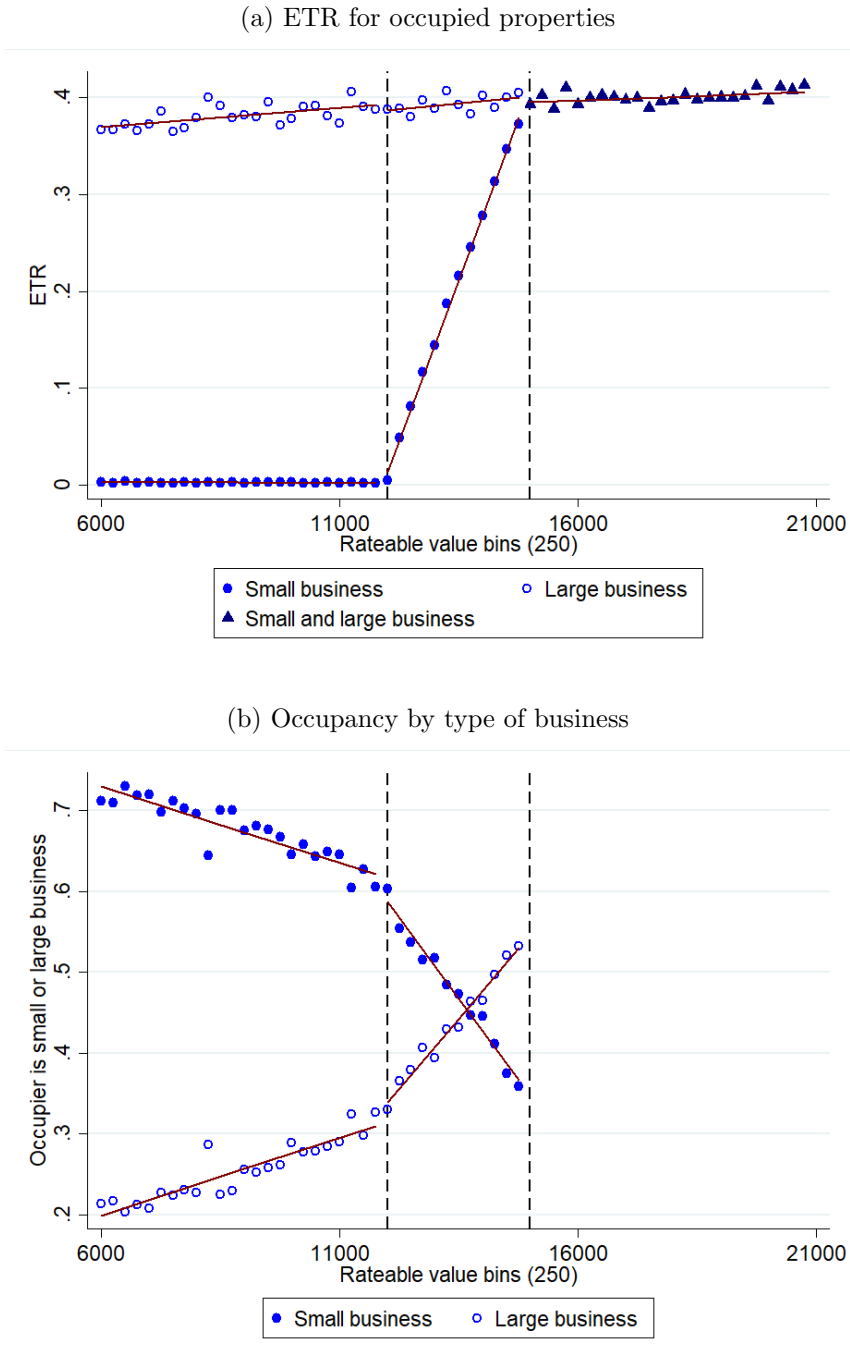 (a) ETR for occupied properties
.4
.3
.2
.1
0
ETR
6000 11000 16000 21000
Rateable value bins (250)
Small business Large business
Small and large business
(b) Occupancy by type of business
.7
.6
.5
.4
.3
.2
Occupier is small or large business
6000 11000 16000 21000
Rateable value bins (250)
Small business Large business